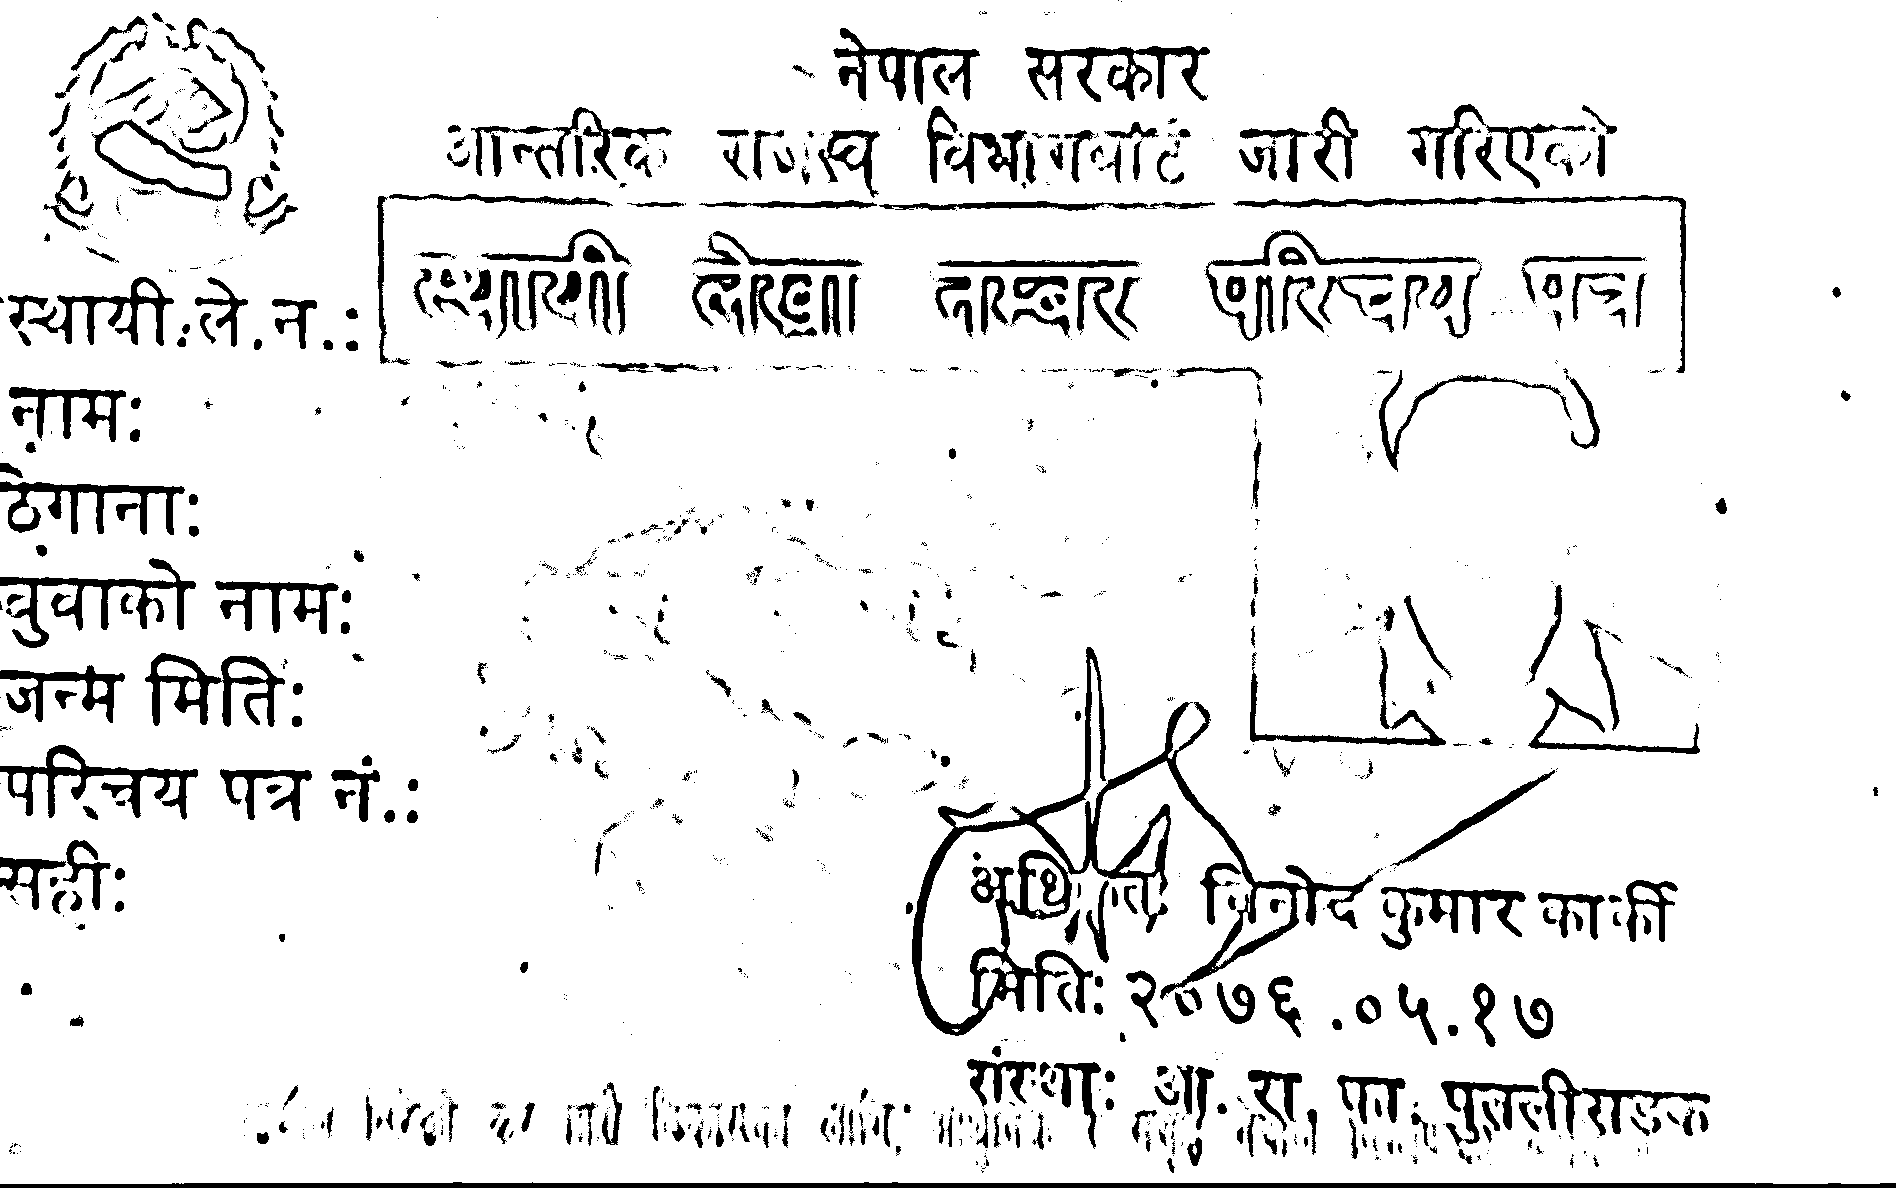 नेपाल सरकार
आन्तरिक राजस्व विभागबाट जारी गरिएको
स्थायी लेखा नम्बर परिचय पत्र
स्थायी.ले.न.:
नाम:
ठेगाना:
बुवाको नाम:
जन्म मिति:
परिचय पत्र नं.:
सही:
अधिकृत विनोद कुमार कार्की
मिति: २०७६.०५.१७
संस्था: आ. रा. का. पुतलीसडक